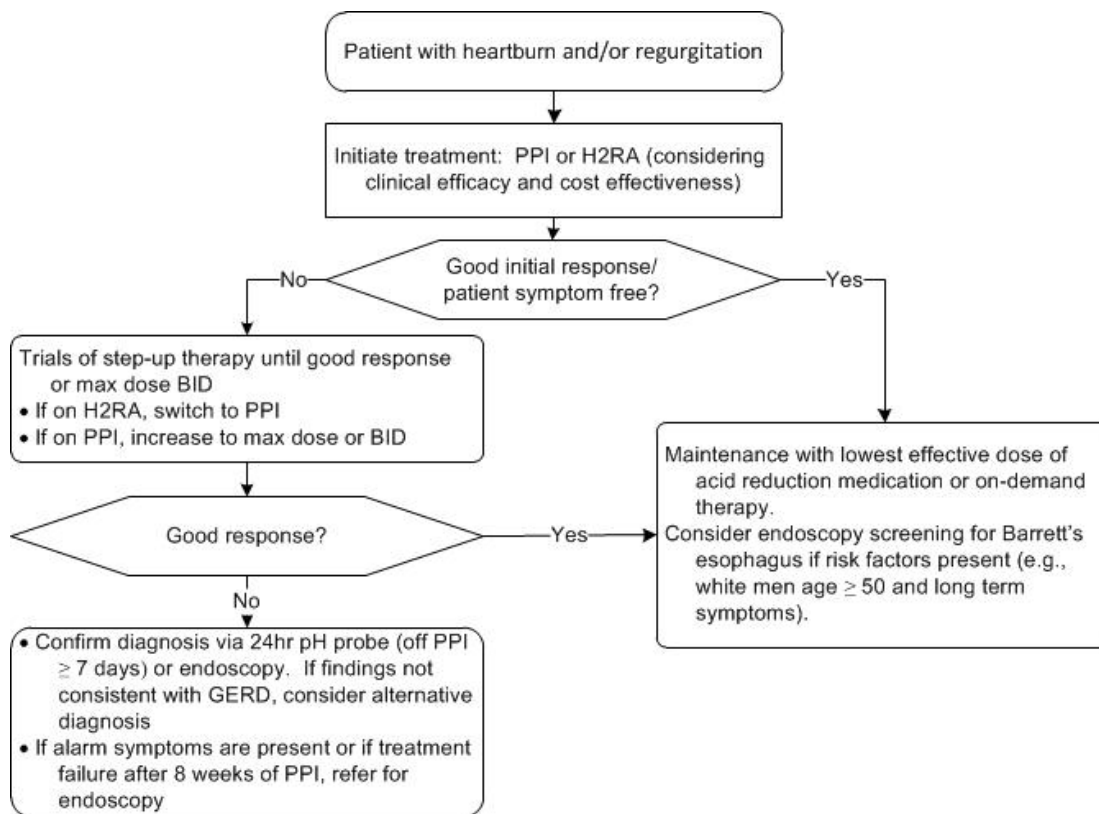 Patient with heartburn and/or regurgitation
Initiate treatment: PPI or H2RA (considering
clinical efficacy and cost effectiveness)
Good initial response/
patient symptom free?
No
Yes
Trials of step-up therapy until good response
or max dose BID
• If on H2RA, switch to PPI
• If on PPI, increase to max dose or BID
Maintenance with lowest effective dose of
acid reduction medication or on-demand
therapy.
Consider endoscopy screening for Barrett's
esophagus if risk factors present (e.g.,
white men age ≥ 50 and long term
symptoms).
Good response?
Yes
No
• Confirm diagnosis via 24hr pH probe (off PPI
≥ 7 days) or endoscopy. If findings not
consistent with GERD, consider alternative
diagnosis
• If alarm symptoms are present or if treatment
failure after 8 weeks of PPI, refer for
endoscopy